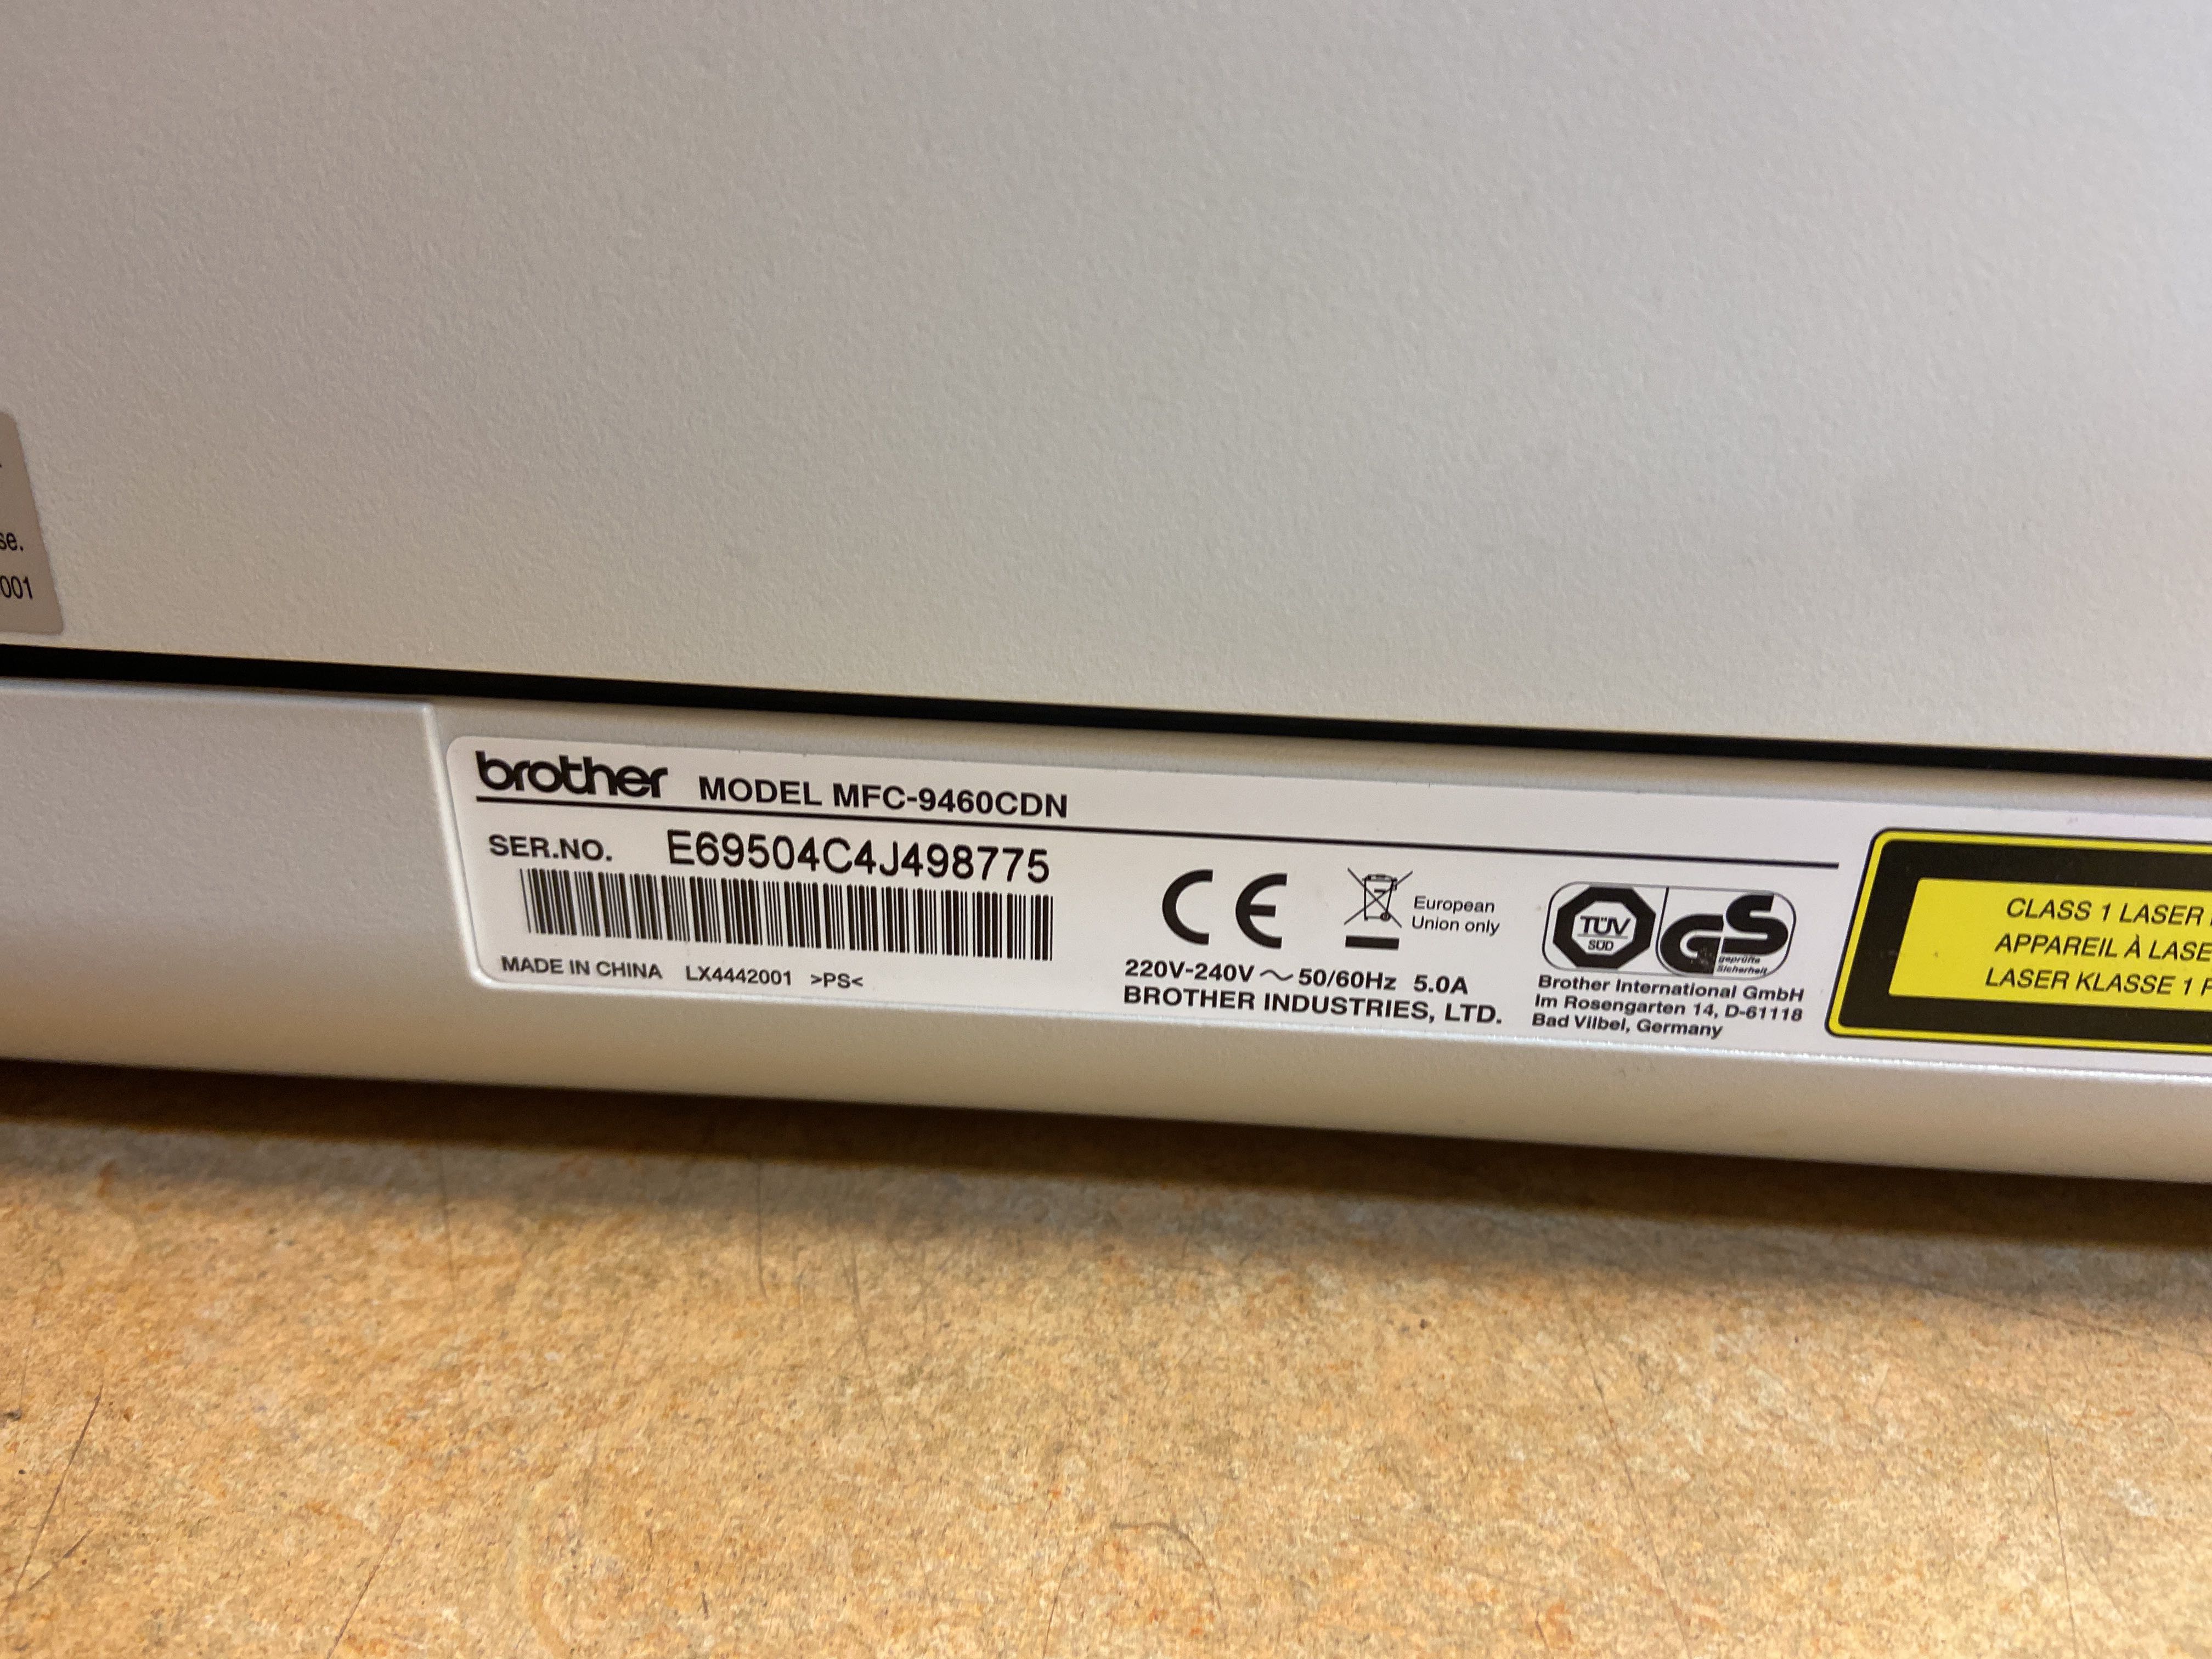 se.
001
brother MODEL MFC-9460CDN
SER.NO. E69504C4J498775
MADE IN CHINA LX4442001 >PS<
CE
European
Union only
220V-240V ~ 50/60Hz 5.0A
BROTHER INDUSTRIES, LTD.
TÜV
SÜD
GS
geprüfte
Sicherheit
Brother International GmbH
Im Rosengarten 14, D-61118
Bad Vilbel, Germany
CLASS 1 LASER
APPAREIL À LASE
LASER KLASSE 1 P